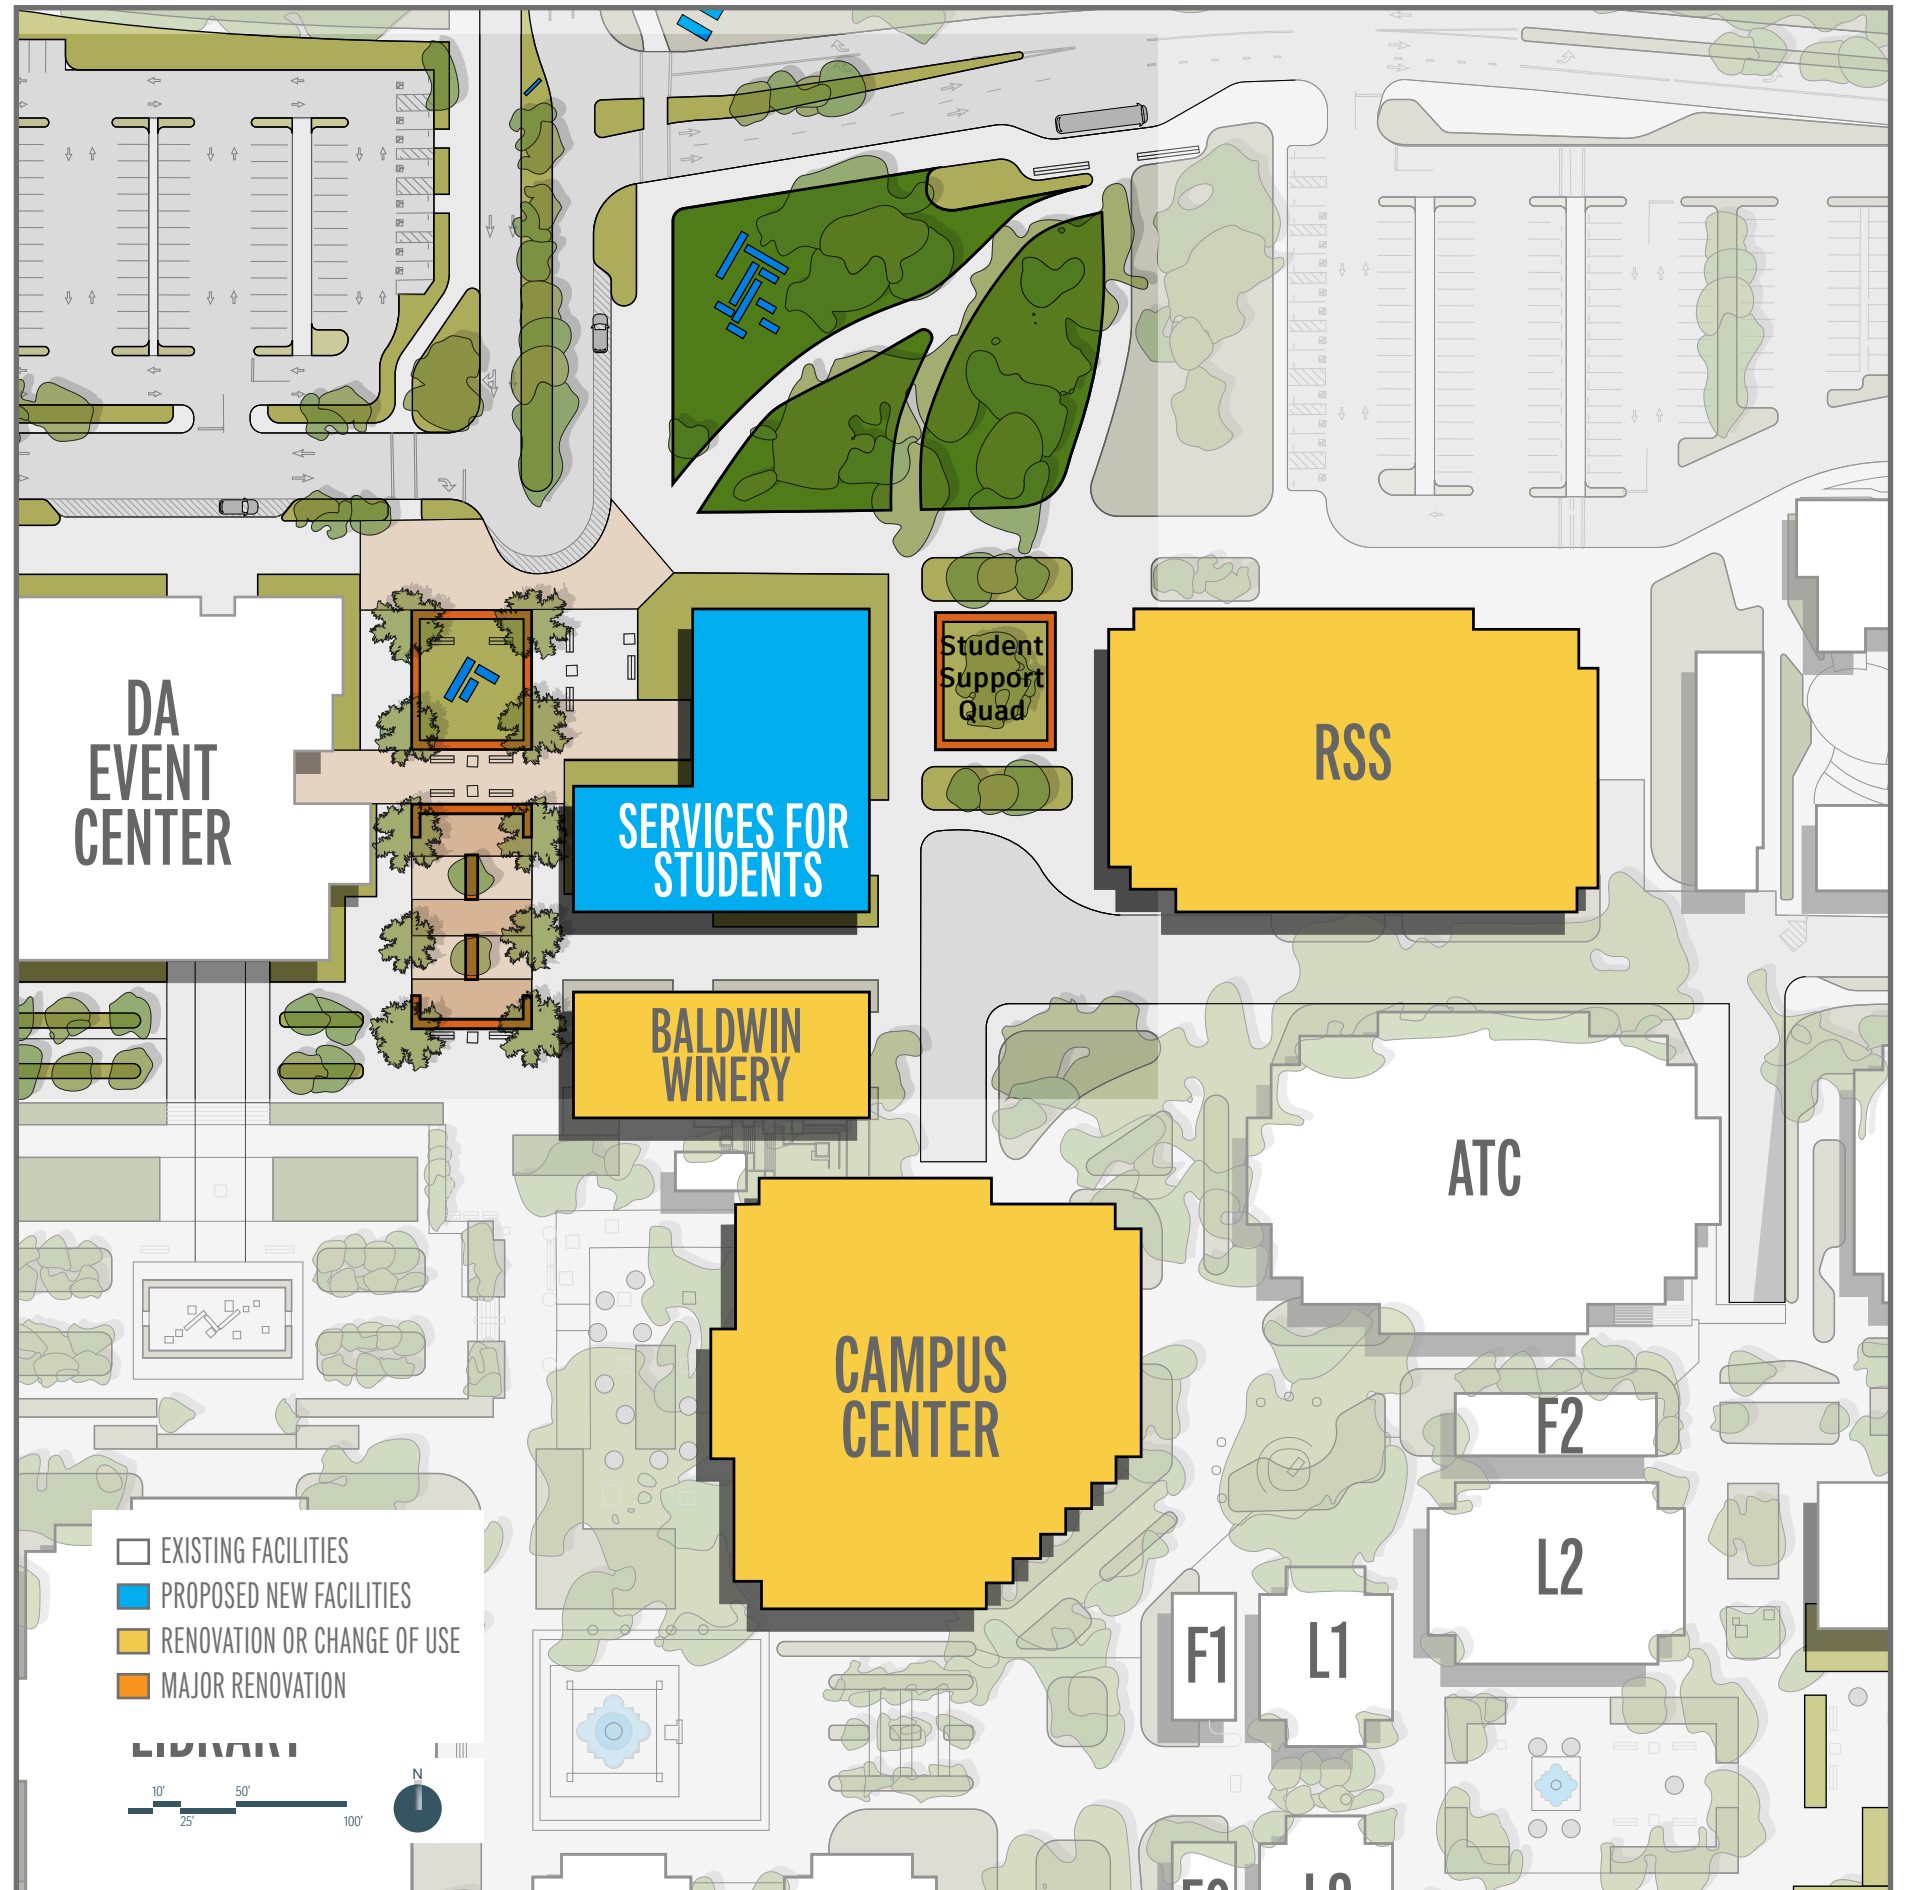 Student
Support
Quad
DA
EVENT
CENTER
RSS
SERVICES FOR
STUDENTS
BALDWIN
WINERY
ATC
CAMPUS
CENTER
F2
L2
F1
L1
EXISTING FACILITIES
PROPOSED NEW FACILITIES
RENOVATION OR CHANGE OF USE
MAJOR RENOVATION
LIBRARY
N
10'
50'
25'
100'